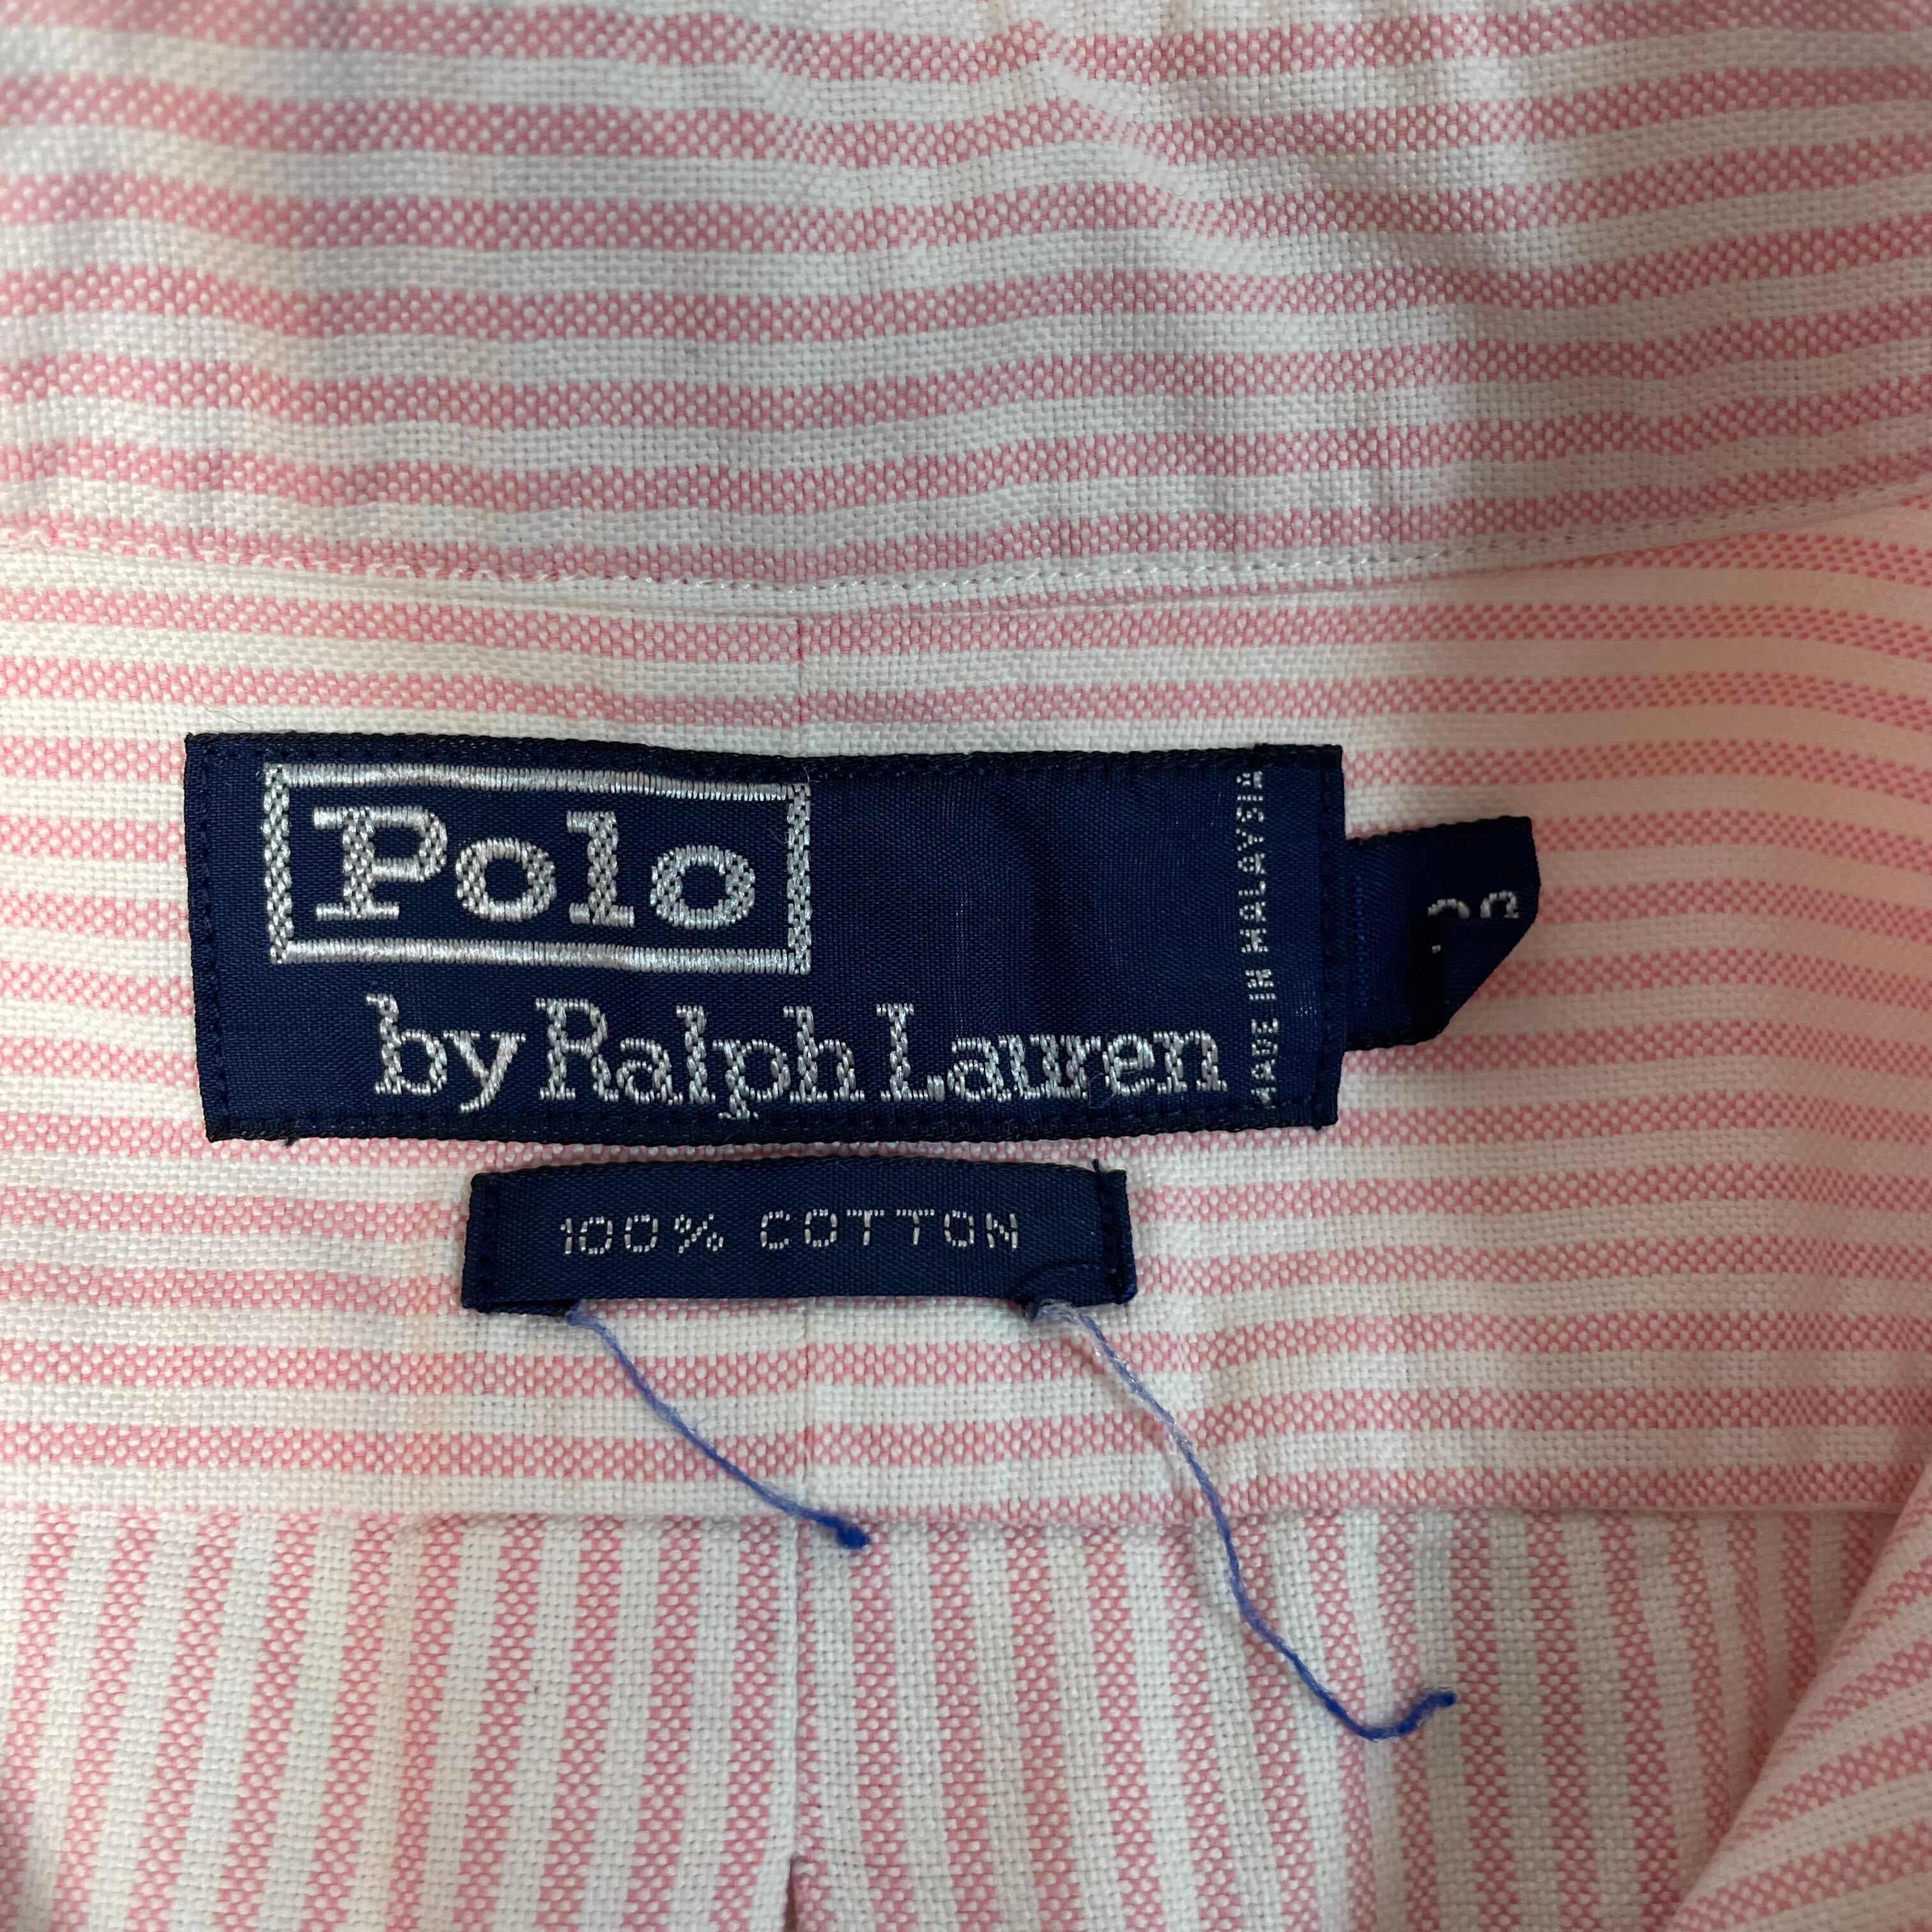 Polo
by Ralph Lauren
MADE IN MALAYSIA
100% COTTON